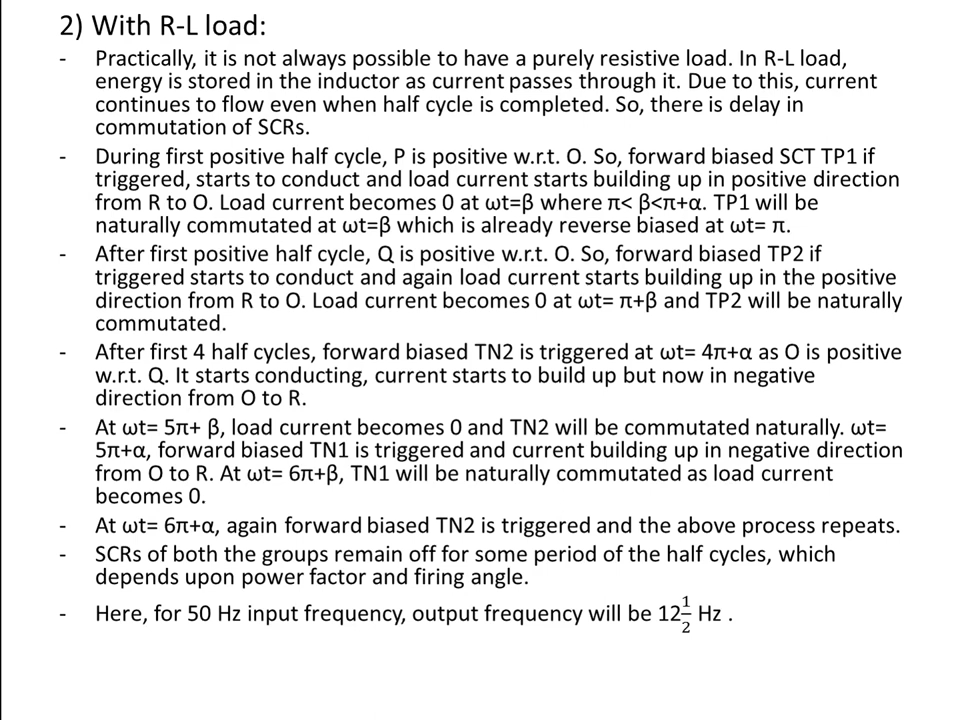 2) With R-L load:
- Practically, it is not always possible to have a purely resistive load. In R-L load,
energy is stored in the inductor as current passes through it. Due to this, current
continues to flow even when half cycle is completed. So, there is delay in
commutation of SCRs.
- During first positive half cycle, P is positive w.r.t. O. So, forward biased SCT TP1 if
triggered, starts to conduct and load current starts building up in positive direction
from R to O. Load current becomes 0 at ωt=β where π< β<π+α. TP1 will be
naturally commutated at ωt=β which is already reverse biased at ωt= π.
- After first positive half cycle, Q is positive w.r.t. O. So, forward biased TP2 if
triggered starts to conduct and again load current starts building up in the positive
direction from R to O. Load current becomes 0 at ωt= π+β and TP2 will be naturally
commutated.
- After first 4 half cycles, forward biased TN2 is triggered at ωt= 4π+α as O is positive
w.r.t. Q. It starts conducting, current starts to build up but now in negative
direction from O to R.
- At ωt= 5π+ β, load current becomes 0 and TN2 will be commutated naturally. ωt=
5π+α, forward biased TN1 is triggered and current building up in negative direction
from O to R. At ωt= 6π+β, TN1 will be naturally commutated as load current
becomes 0.
- At ωt= 6π+α, again forward biased TN2 is triggered and the above process repeats.
- SCRs of both the groups remain off for some period of the half cycles, which
depends upon power factor and firing angle.
- Here, for 50 Hz input frequency, output frequency will be 12 1/2 Hz .